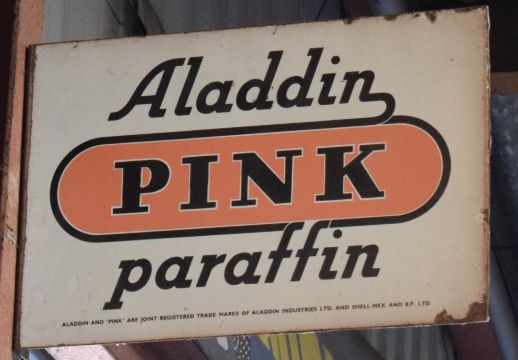 Aladdin
PINK
paraffin
ALADDIN AND 'PINK' ARE JOINT REGISTERED TRADE MARKS OF ALADDIN INDUSTRIES LTD. AND SHELL-MEX AND B.P. LTD